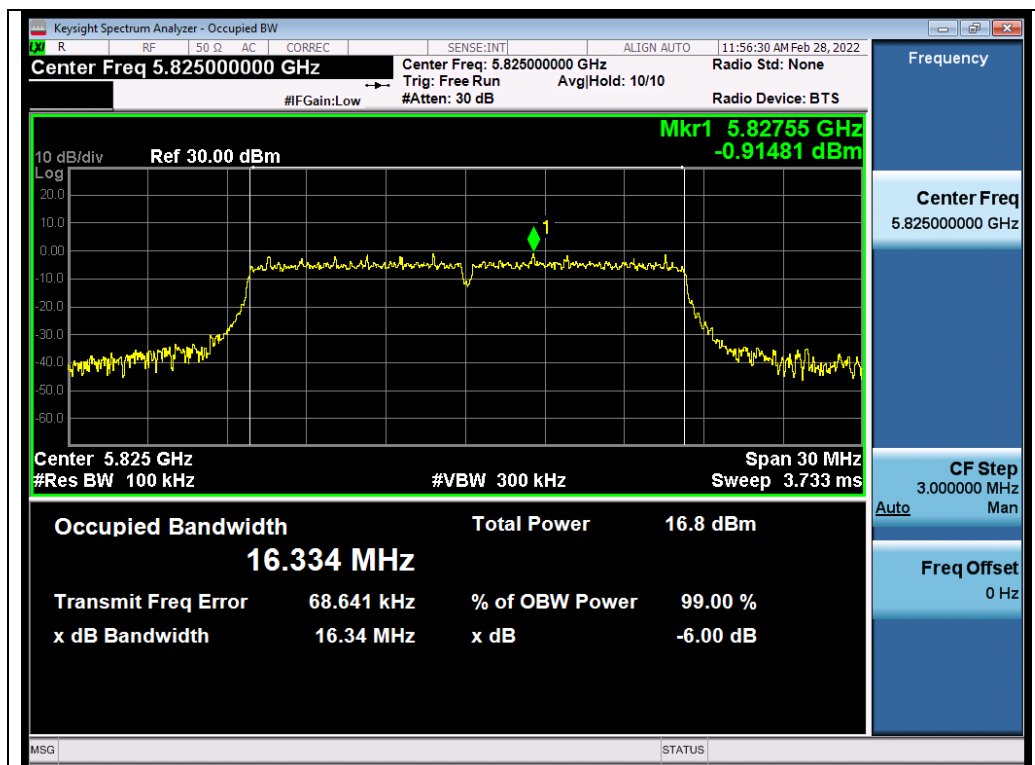 Keysight Spectrum Analyzer - Occupied BW
LXI R RF 50 Ω AC CORREC SENSE:INT ALIGN AUTO 11:56:30 AM Feb 28, 2022
Center Freq 5.825000000 GHz
Center Freq: 5.825000000 GHz
Radio Std: None
Trig: Free Run Avg|Hold: 10/10
#IFGain:Low
#Atten: 30 dB
Radio Device: BTS
Mkr1 5.82755 GHz
-0.91481 dBm
10 dB/div Ref 30.00 dBm
Log
20.0
10.0
0.00
-10.0
-20.0
-30.0
-40.0
-50.0
-60.0
1
Center 5.825 GHz Span 30 MHz
#Res BW 100 kHz #VBW 300 kHz Sweep 3.733 ms
Occupied Bandwidth Total Power 16.8 dBm
16.334 MHz
Transmit Freq Error 68.641 kHz % of OBW Power 99.00 %
x dB Bandwidth 16.34 MHz x dB -6.00 dB
Frequency
Center Freq
5.825000000 GHz
CF Step
3.000000 MHz
Auto Man
Freq Offset
0 Hz
MSG STATUS